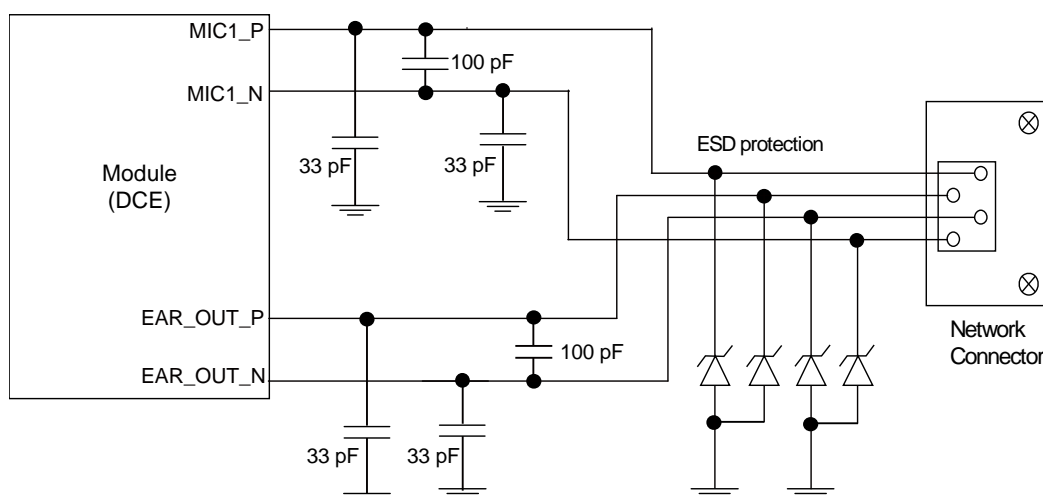 MIC1_P
100 pF
MIC1_N
33 pF
33 pF
ESD protection
Module
(DCE)
EAR_OUT_P
100 pF
EAR_OUT_N
33 pF
33 pF
Network
Connector